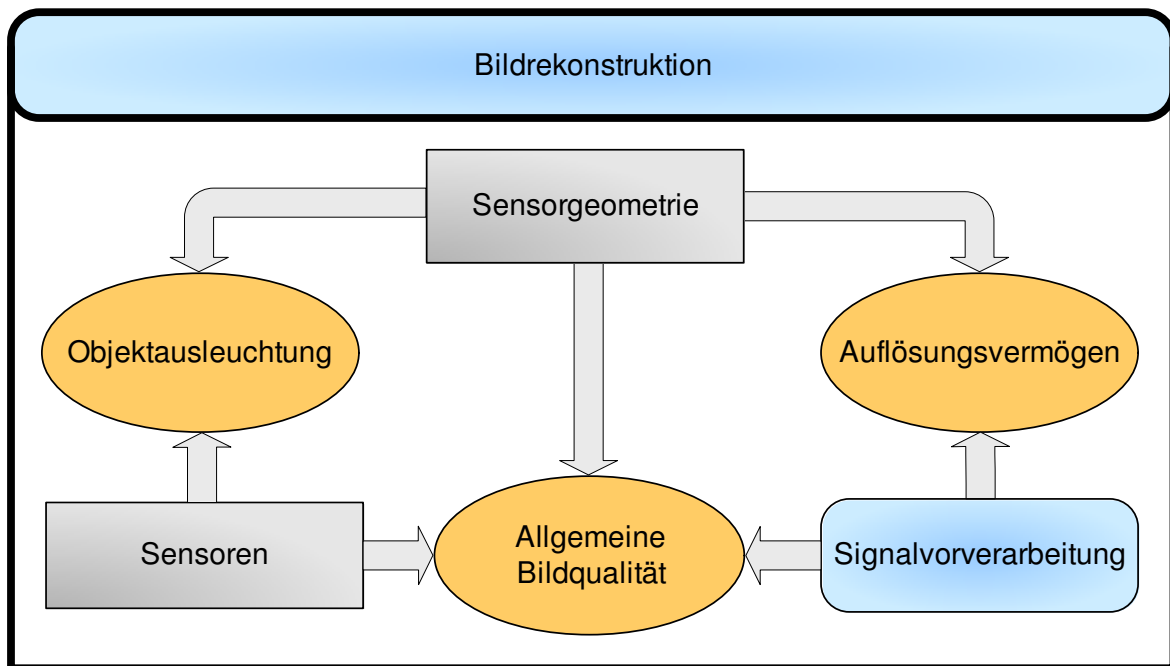 Bildrekonstruktion
Sensorgeometrie
Objektausleuchtung
Auflösungsvermögen
Sensoren
Allgemeine
Bildqualität
Signalvorverarbeitung